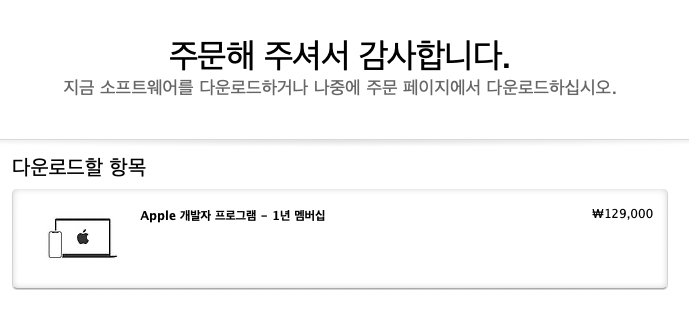 주문해 주셔서 감사합니다.
지금 소프트웨어를 다운로드하거나 나중에 주문 페이지에서 다운로드하십시오.
다운로드할 항목
Apple 개발자 프로그램 – 1년 멤버십
₩129,000